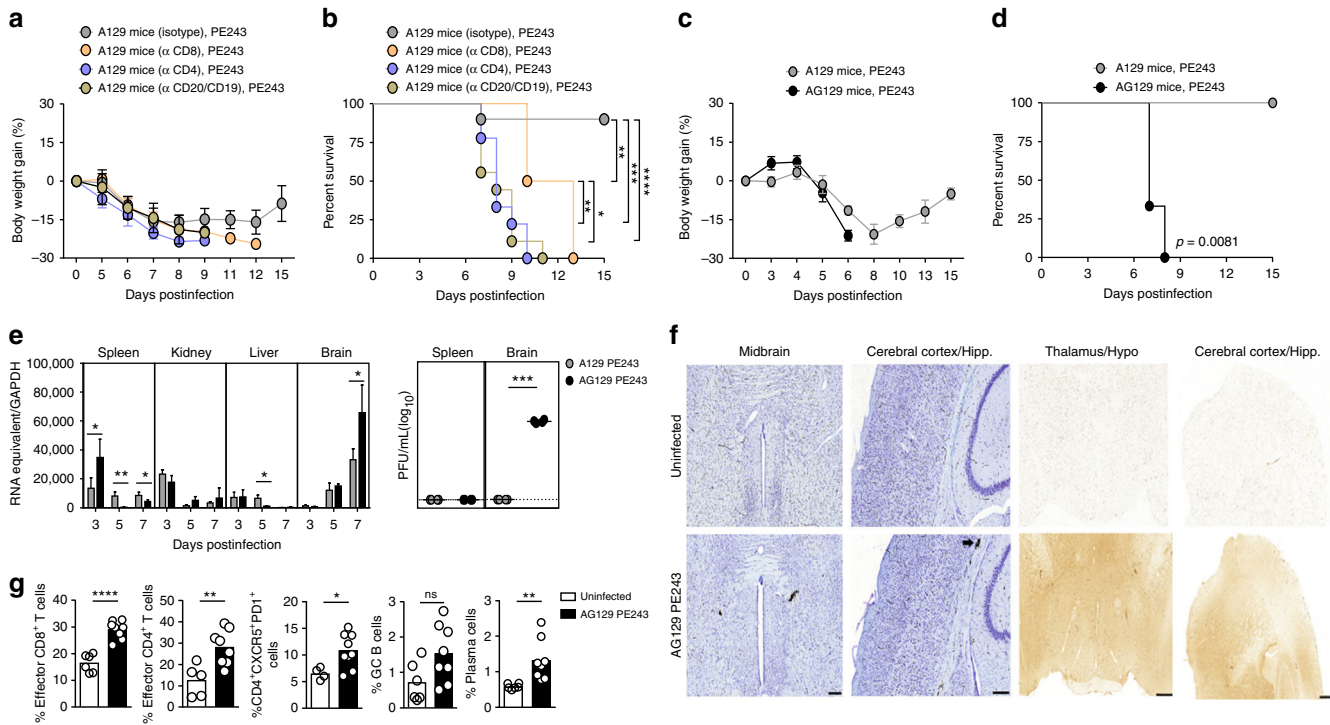 a
A129 mice (isotype), PE243
A129 mice (α CD8), PE243
A129 mice (α CD4), PE243
A129 mice (α CD20/CD19), PE243
Body weight gain (%)
30
15
0
–15
–30
0 5 6 7 8 9 11 12 15
Days postinfection
b
A129 mice (isotype), PE243
A129 mice (α CD8), PE243
A129 mice (α CD4), PE243
A129 mice (α CD20/CD19), PE243
Percent survival
100
75
50
25
0
0 3 6 9 12 15
Days postinfection
**
***
****
**
*
c
A129 mice, PE243
AG129 mice, PE243
Body weight gain (%)
30
15
0
–15
–30
0 3 4 5 6 8 10 13 15
Days postinfection
d
A129 mice, PE243
AG129 mice, PE243
Percent survival
100
75
50
25
0
p = 0.0081
0 3 6 9 12 15
Days postinfection
e
Spleen Kidney Liver Brain
RNA equivalent/GAPDH
100,000
80,000
60,000
40,000
20,000
0
* ** * * *
3 5 7 3 5 7 3 5 7 3 5 7
Days postinfection
A129 PE243
AG129 PE243
Spleen Brain
PFU/mL(log10)
***
f
Midbrain Cerebral cortex/Hipp. Thalamus/Hypo Cerebral cortex/Hipp.
Uninfected
AG129 PE243
g
% Effector CD8+ T cells
40
30
20
10
0
****
% Effector CD4+ T cells
50
40
30
20
10
0
**
%CD4+CXCR5+PD1+
cells
20
15
10
5
0
*
% GC B cells
4
3
2
1
0
ns
% Plasma cells
4
3
2
1
0
**
Uninfected
AG129 PE243